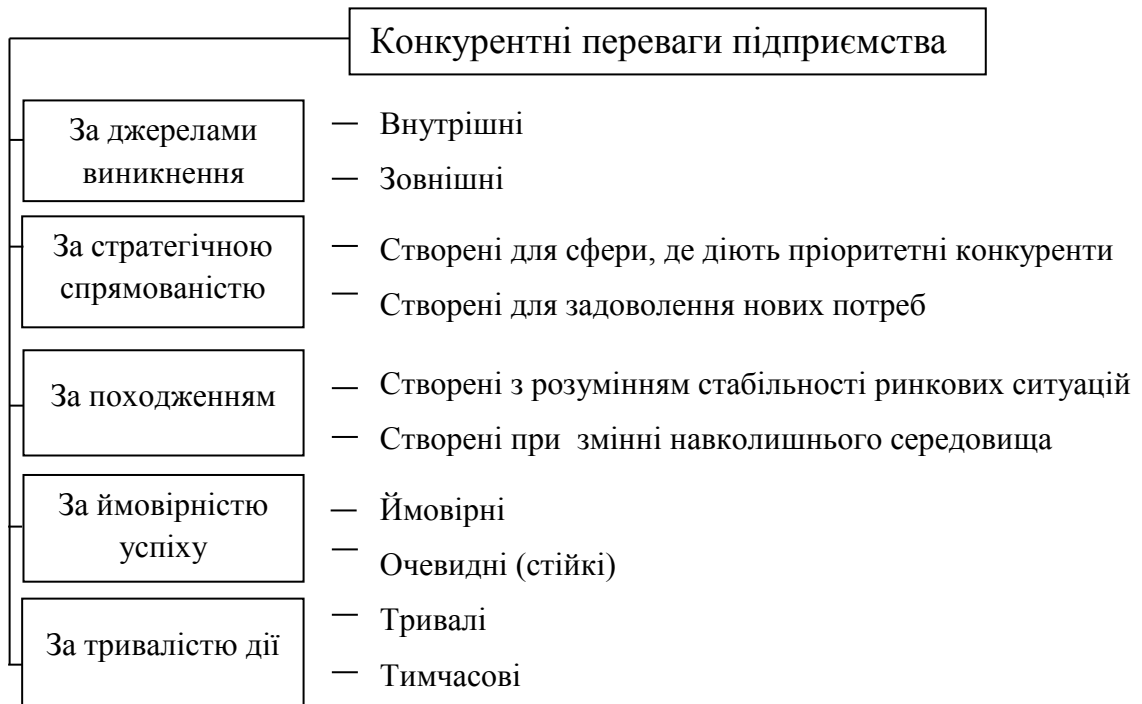 Конкурентні переваги підприємства
За джерелами
виникнення
— Внутрішні
— Зовнішні
За стратегічною
спрямованістю
— Створені для сфери, де діють пріоритетні конкуренти
— Створені для задоволення нових потреб
За походженням
— Створені з розумінням стабільності ринкових ситуацій
— Створені при змінні навколишнього середовища
За ймовірністю
успіху
— Ймовірні
— Очевидні (стійкі)
За тривалістю дії
— Тривалі
— Тимчасові